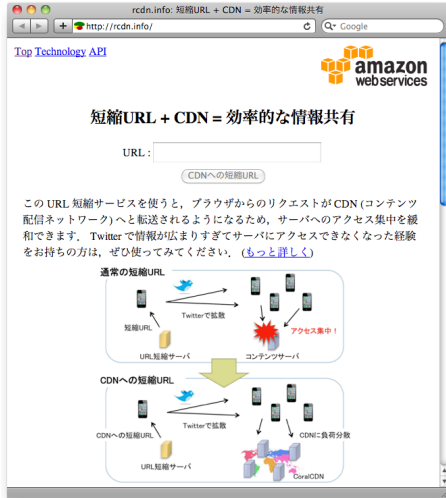 rcdn.info: 短縮URL + CDN = 効率的な情報共有
http://rcdn.info/
Google
Top Technology API
amazon
webservices
短縮URL + CDN = 効率的な情報共有
URL :
CDNへの短縮URL
この URL 短縮サービスを使うと，ブラウザからのリクエストが CDN (コンテンツ
配信ネットワーク) へと転送されるようになるため，サーバへのアクセス集中を緩
和できます． Twitter で情報が広まりすぎてサーバにアクセスできなくなった経験
をお持ちの方は，ぜひ使ってみてください． (もっと詳しく)
通常の短縮URL
短縮URL
Twitterで拡散
アクセス集中！
URL短縮サーバ
コンテンツサーバ
CDNへの短縮URL
Twitterで拡散
CDNへの短縮URL
CDNに負荷分散
URL短縮サーバ
CoralCDN